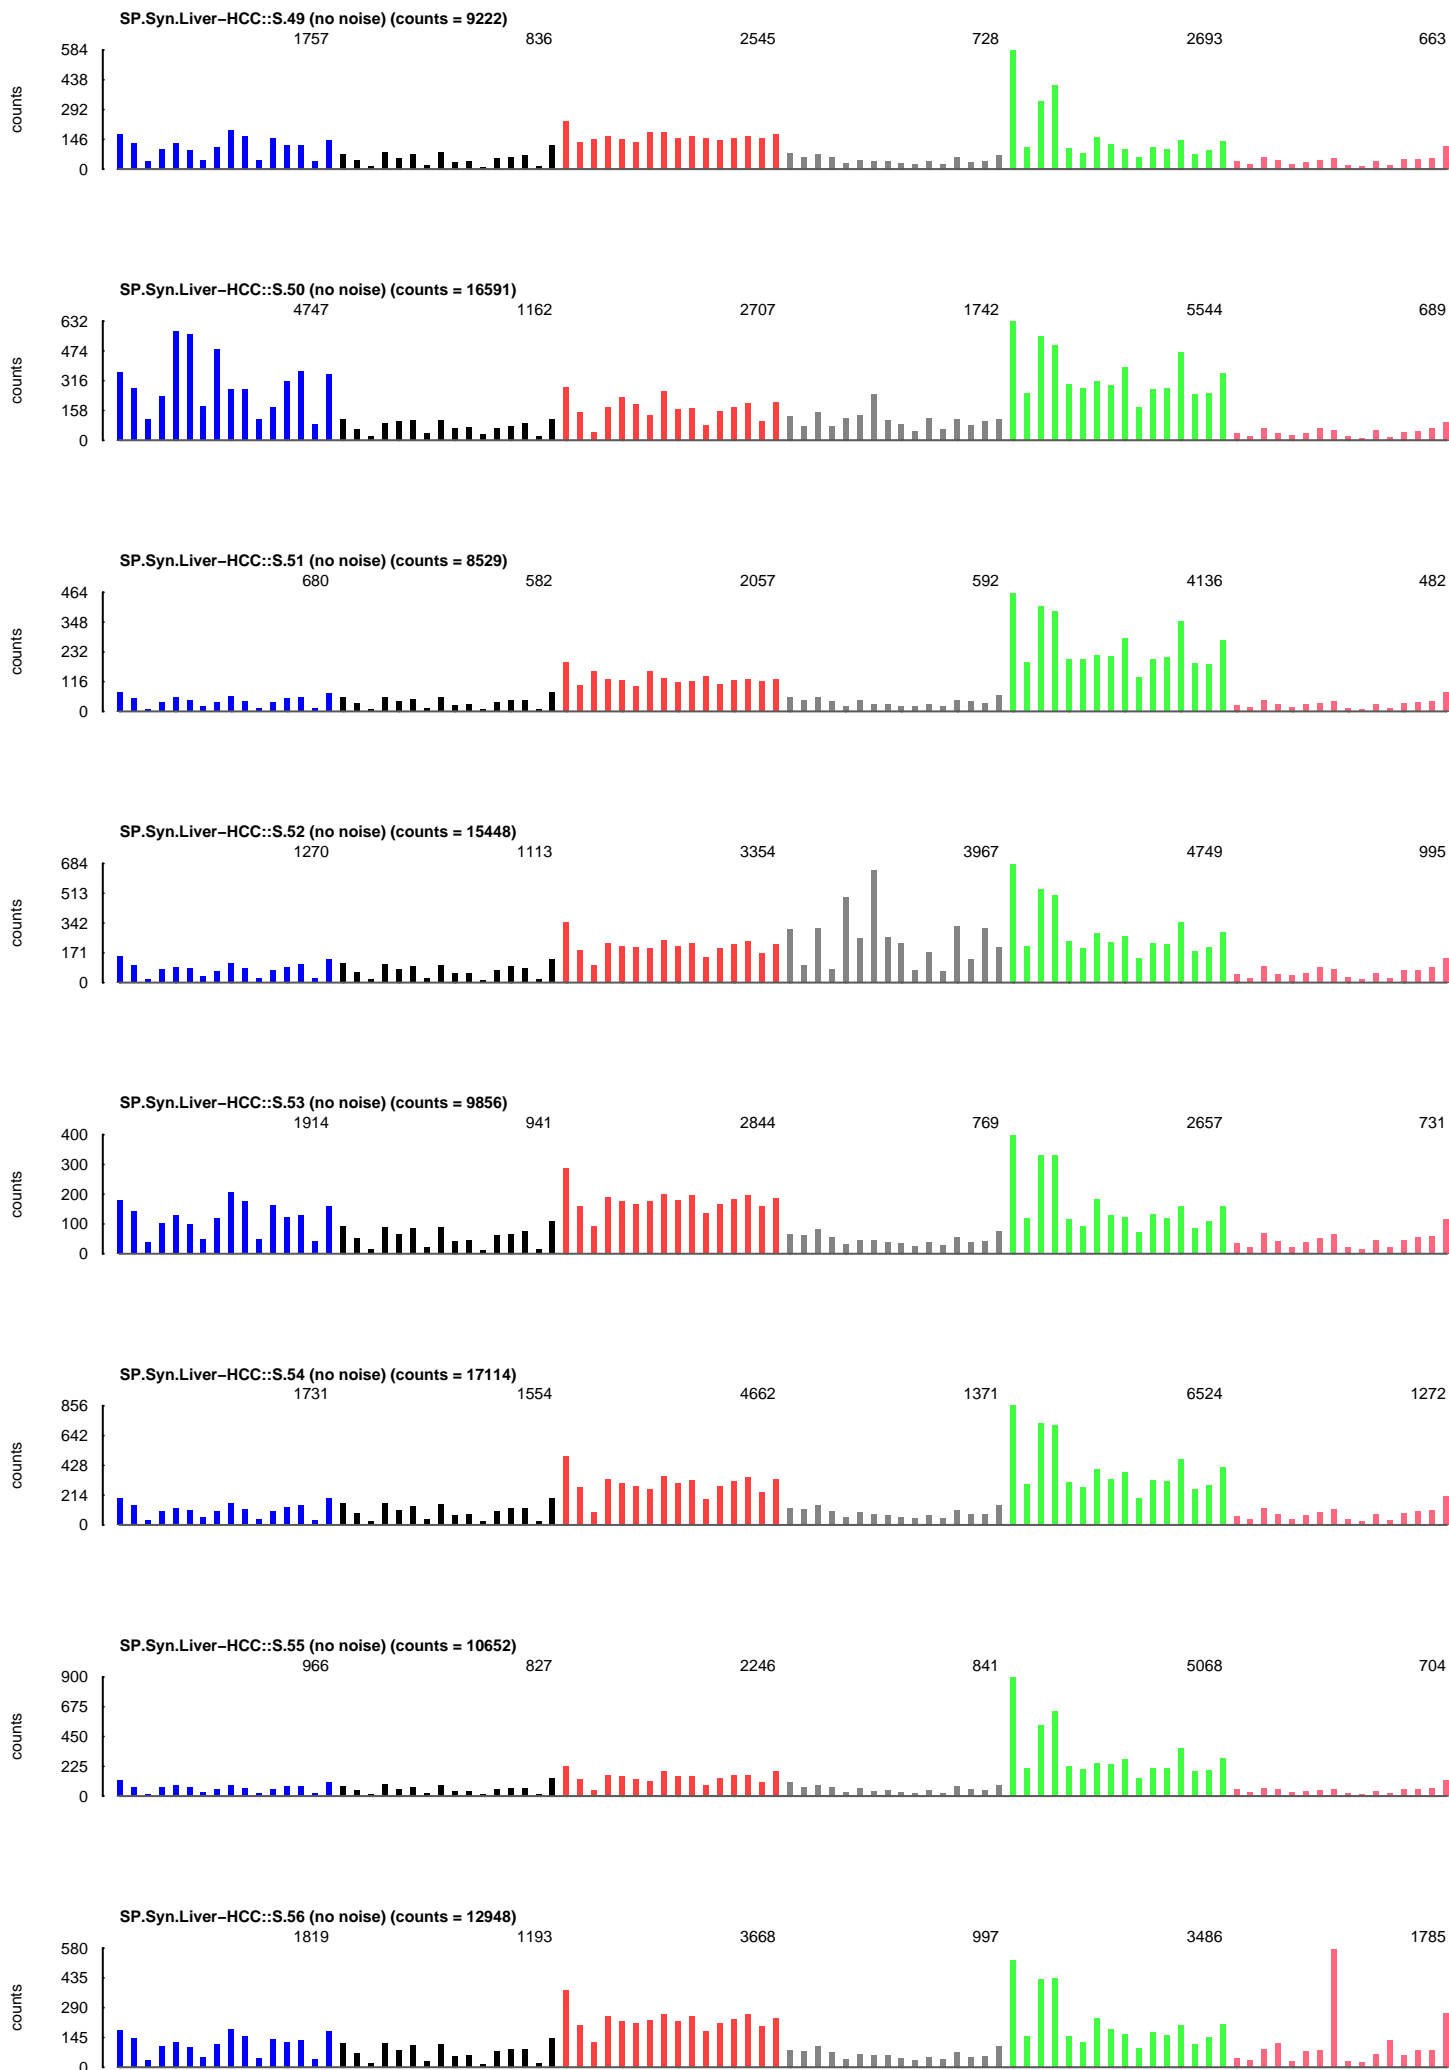 SP.Syn.Liver−HCC::S.49 (no noise) (counts = 9222)
1757 836 2545 728 2693 663
584
438
292
146
0
counts
SP.Syn.Liver−HCC::S.50 (no noise) (counts = 16591)
4747 1162 2707 1742 5544 689
632
474
316
158
0
counts
SP.Syn.Liver−HCC::S.51 (no noise) (counts = 8529)
680 582 2057 592 4136 482
464
348
232
116
0
counts
SP.Syn.Liver−HCC::S.52 (no noise) (counts = 15448)
1270 1113 3354 3967 4749 995
684
513
342
171
0
counts
SP.Syn.Liver−HCC::S.53 (no noise) (counts = 9856)
1914 941 2844 769 2657 731
400
300
200
100
0
counts
SP.Syn.Liver−HCC::S.54 (no noise) (counts = 17114)
1731 1554 4662 1371 6524 1272
856
642
428
214
0
counts
SP.Syn.Liver−HCC::S.55 (no noise) (counts = 10652)
966 827 2246 841 5068 704
900
675
450
225
0
counts
SP.Syn.Liver−HCC::S.56 (no noise) (counts = 12948)
1819 1193 3668 997 3486 1785
580
435
290
145
0
counts